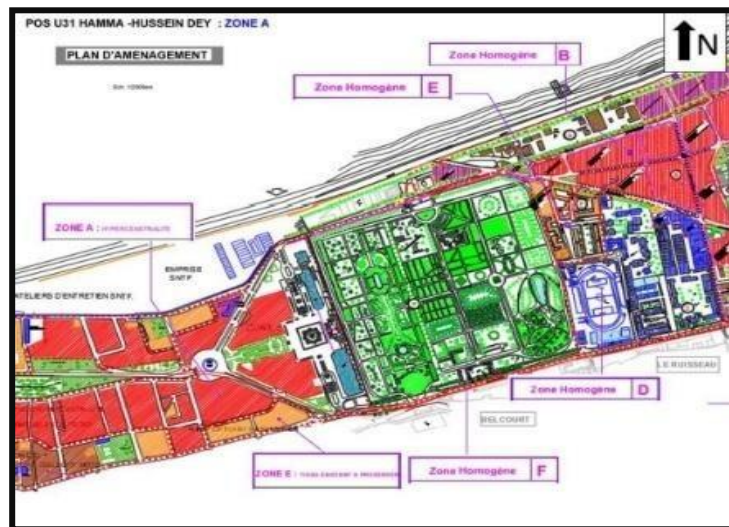 POS U31 HAMMA -HUSSEIN DEY : ZONE A
N
PLAN D'AMENAGEMENT
Zone Homogène B
Zone Homogène E
ZONE A : HYPERCENTRALITE
EMPRISE
SNTF
ATELIERS D'ENTRETIEN SNTF.
LE RUISSEAU
Zone Homogène D
BELCOURT
ZONE E :
Zone Homogène F